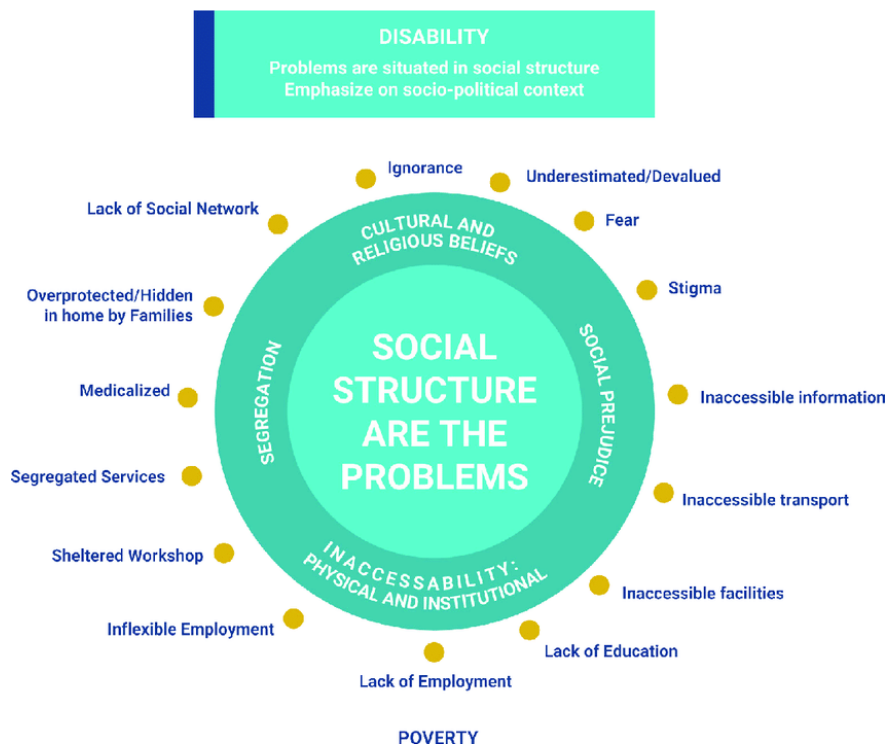 DISABILITY
Problems are situated in social structure
Emphasize on socio-political context
Ignorance
Underestimated/Devalued
Lack of Social Network
Fear
CULTURAL AND
RELIGIOUS BELIEFS
Stigma
Overprotected/Hidden
in home by Families
SEGREGATION
SOCIAL
STRUCTURE
ARE THE
PROBLEMS
SOCIAL PREJUDICE
Medicalized
Inaccessible information
Segregated Services
Inaccessible transport
Sheltered Workshop
INACCESSABILITY:
PHYSICAL AND INSTITUTIONAL
Inaccessible facilities
Inflexible Employment
Lack of Education
Lack of Employment
POVERTY